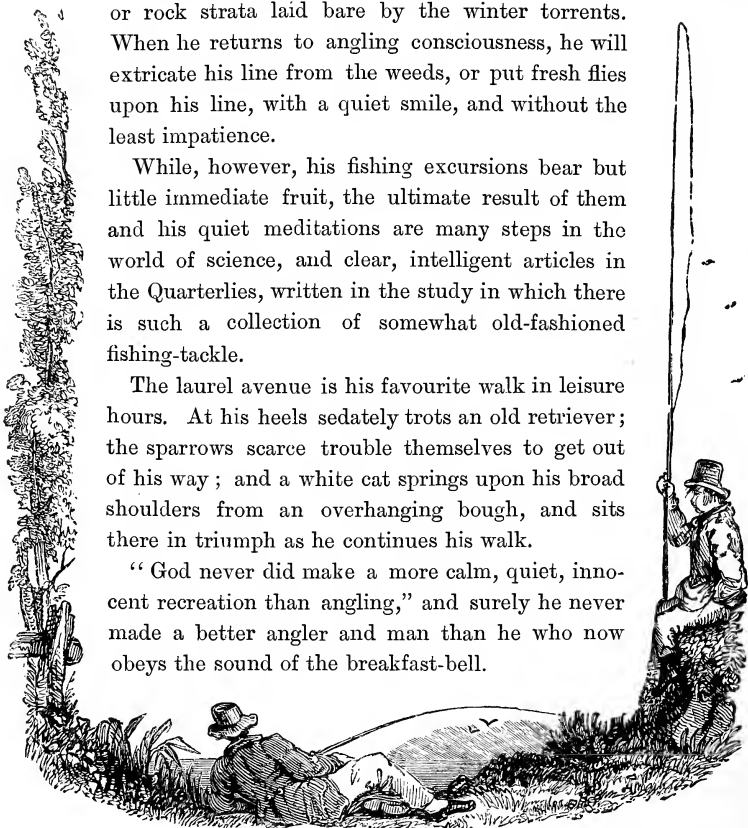 or rock strata laid bare by the winter torrents.
When he returns to angling consciousness, he will
extricate his line from the weeds, or put fresh flies
upon his line, with a quiet smile, and without the
least impatience.
While, however, his fishing excursions bear but
little immediate fruit, the ultimate result of them
and his quiet meditations are many steps in the
world of science, and clear, intelligent articles in
the Quarterlies, written in the study in which there
is such a collection of somewhat old-fashioned
fishing-tackle.
The laurel avenue is his favourite walk in leisure
hours. At his heels sedately trots an old retriever;
the sparrows scarce trouble themselves to get out
of his way; and a white cat springs upon his broad
shoulders from an overhanging bough, and sits
there in triumph as he continues his walk.
“God never did make a more calm, quiet, inno-
cent recreation than angling,” and surely he never
made a better angler and man than he who now
obeys the sound of the breakfast-bell.